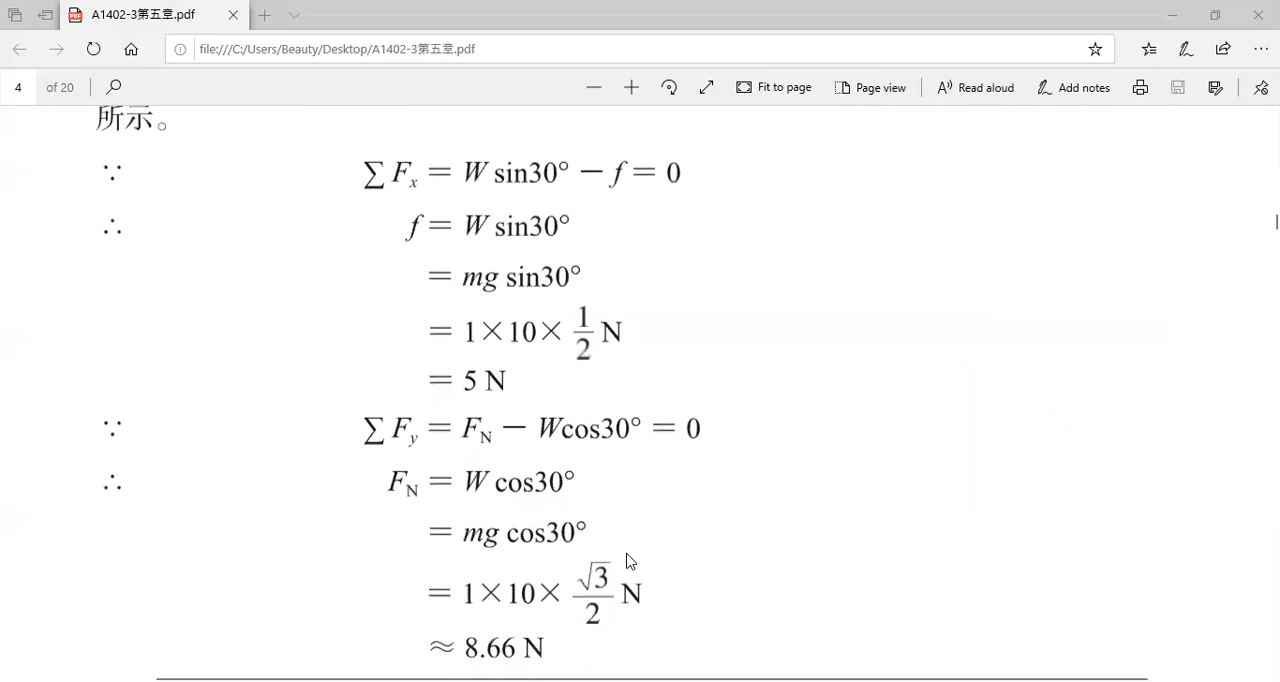 A1402-3第五章.pdf
file:///C:/Users/Beauty/Desktop/A1402-3第五章.pdf
4 of 20 Fit to page Page view Read aloud Add notes
所示。
∵ ∑Fₓ = W sin30° − f = 0
∴ f = W sin30°
= mg sin30°
= 1×10× 1/2 N
= 5 N
∵ ∑F_y = F_N − Wcos30° = 0
∴ F_N = W cos30°
= mg cos30°
= 1×10× √3/2 N
≈ 8.66 N